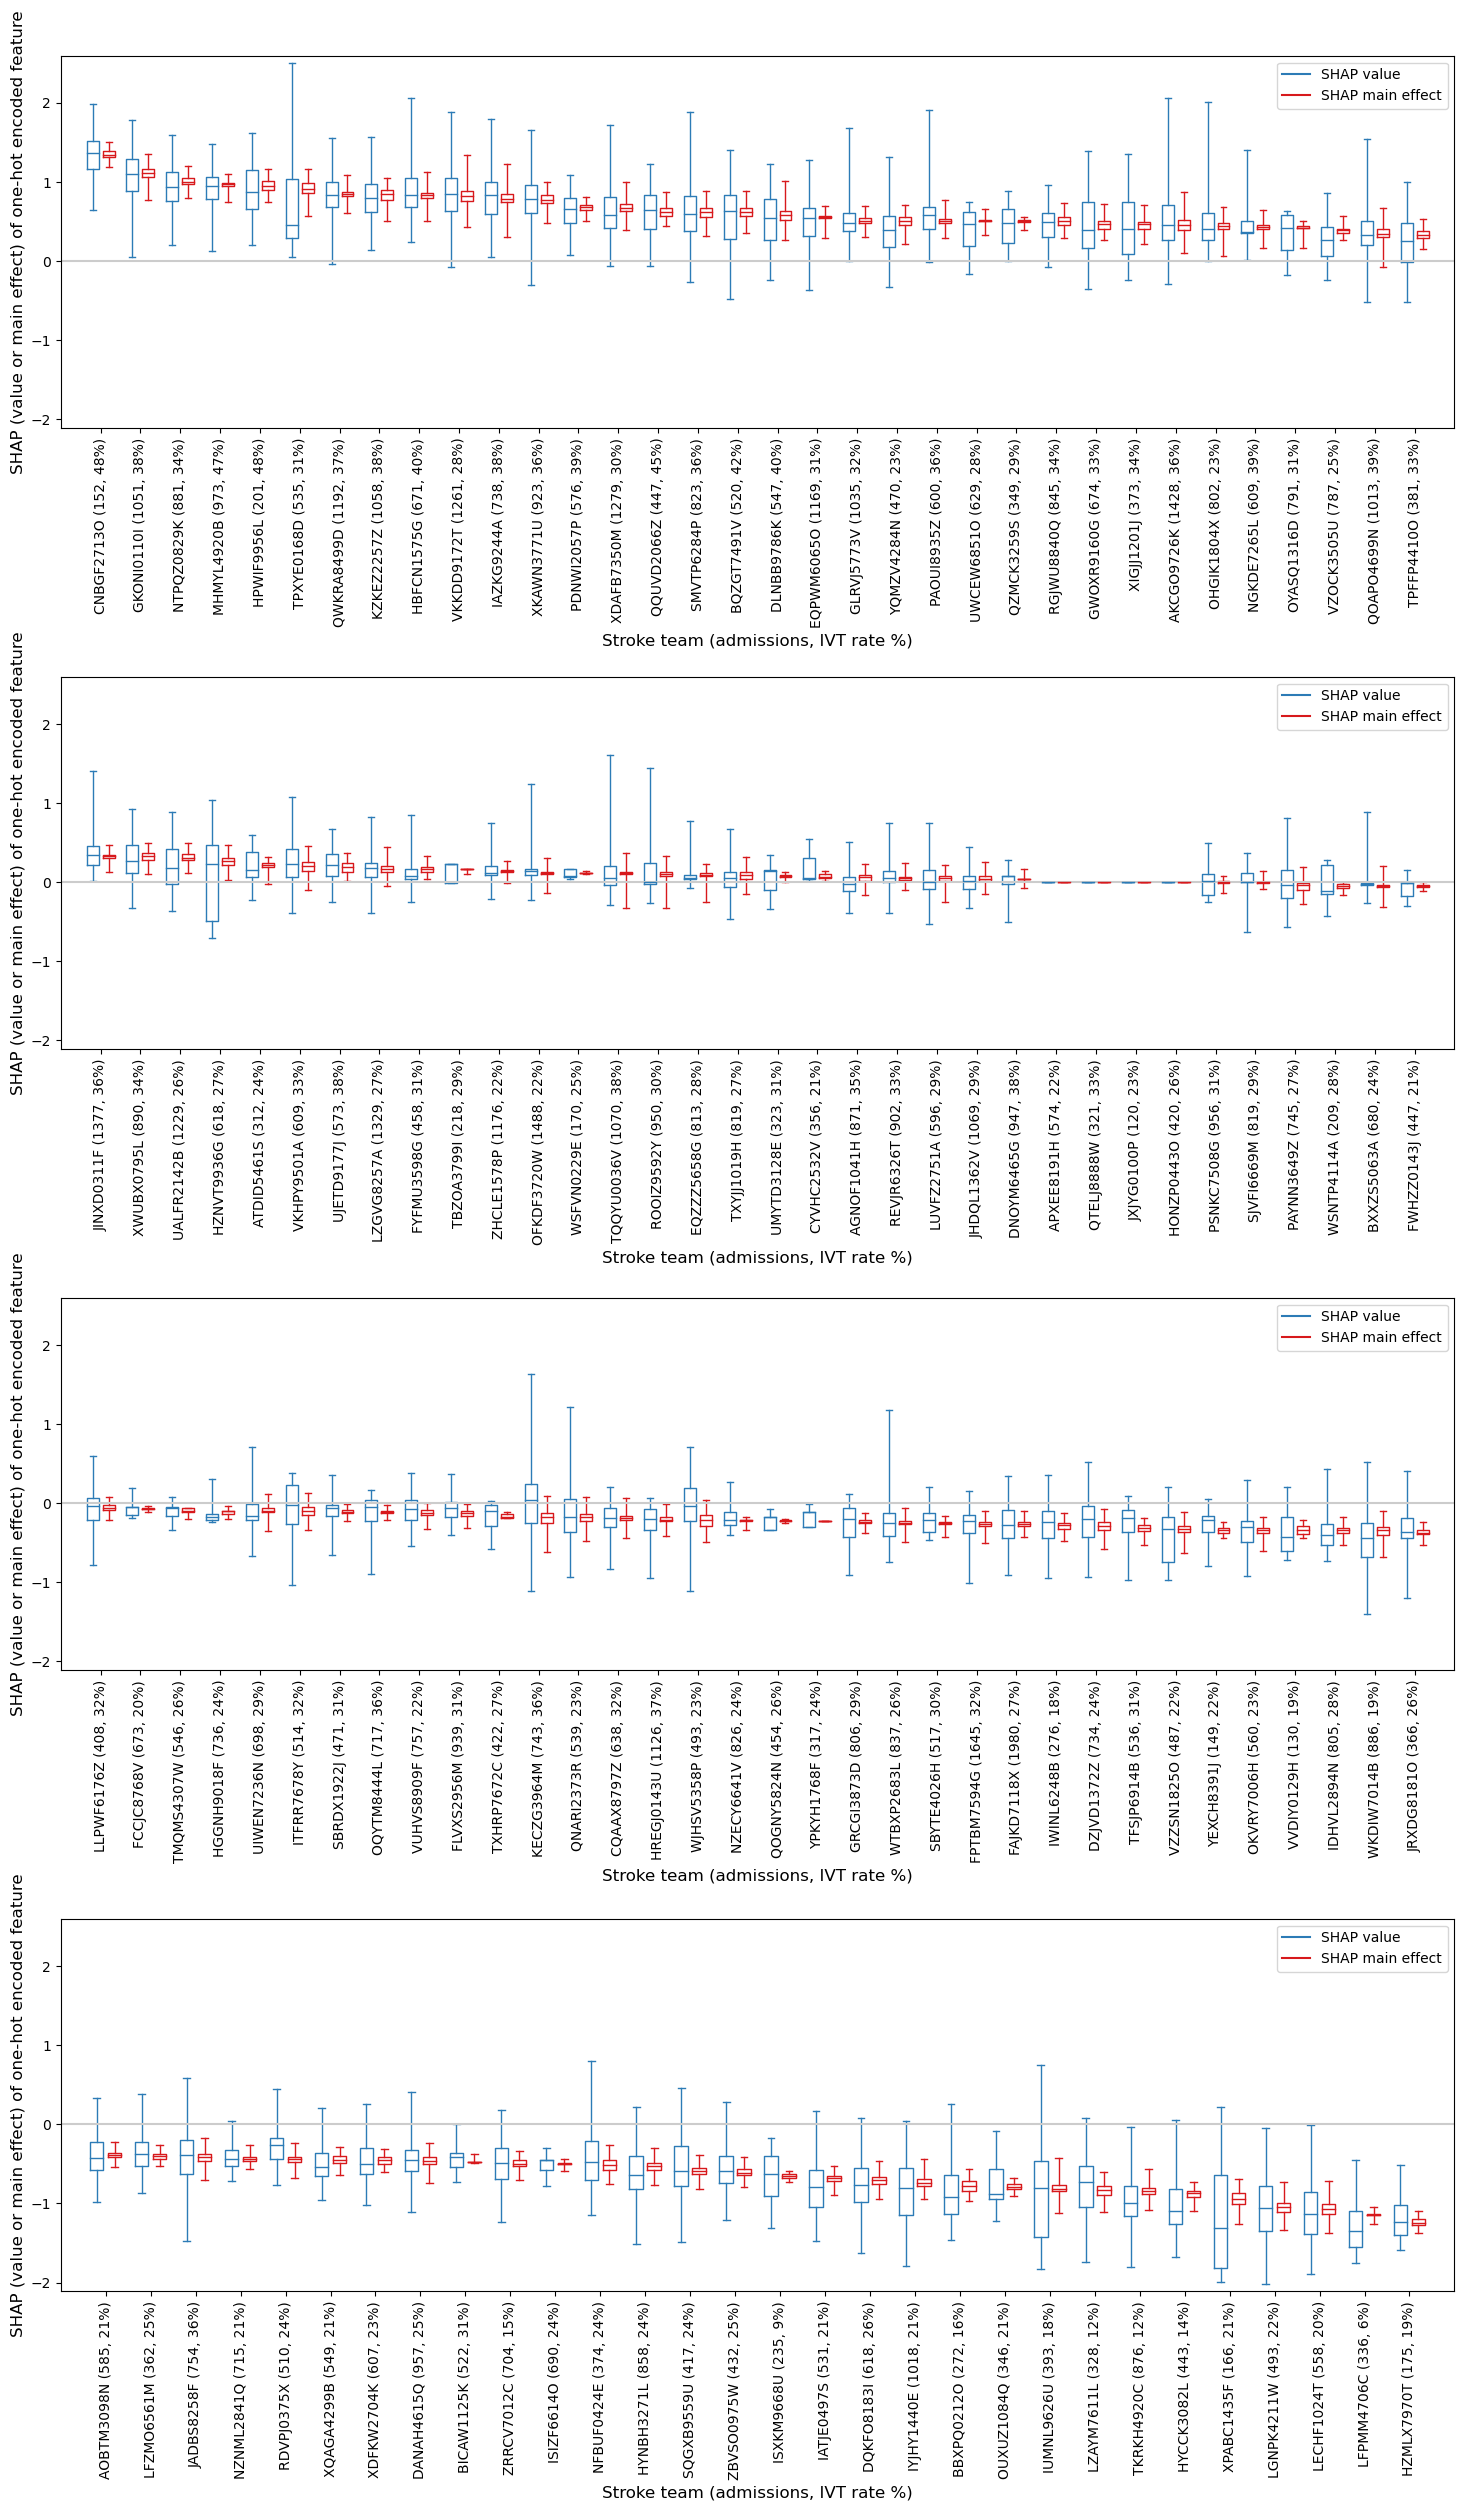 SHAP (value or main effect) of one-hot encoded feature
SHAP value
SHAP main effect
2
1
0
−1
−2
CNBGF2713O (152, 48%)
GKONI0110I (1051, 38%)
NTPQZ0829K (881, 34%)
MHMYL4920B (973, 47%)
HPWIF9956L (201, 48%)
TPXYE0168D (535, 31%)
QWKRA8499D (1192, 37%)
KZKEZ2257Z (1058, 38%)
HBFCN1575G (671, 40%)
VKKDD9172T (1261, 28%)
IAZKG9244A (738, 38%)
XKAWN3771U (923, 36%)
PDNWI2057P (576, 39%)
XDAFB7350M (1279, 30%)
QQUVD2066Z (447, 45%)
SMVTP6284P (823, 36%)
BQZGT7491V (520, 42%)
DLNBB9786K (547, 40%)
EQPWM6065O (1169, 31%)
GLRVJ5773V (1035, 32%)
YQMZV4284N (470, 23%)
PAOUI8935Z (600, 36%)
UWCEW6851O (629, 28%)
QZMCK3259S (349, 29%)
RGJWU8840Q (845, 34%)
GWOXR9160G (674, 33%)
XIGJJ1201J (373, 34%)
AKCGO9726K (1428, 36%)
OHGIK1804X (802, 23%)
NGKDE7265L (609, 39%)
OYASQ1316D (791, 31%)
VZOCK3505U (787, 25%)
QOAPO4699N (1013, 39%)
TPFFP4410O (381, 33%)
Stroke team (admissions, IVT rate %)
SHAP (value or main effect) of one-hot encoded feature
SHAP value
SHAP main effect
2
1
0
−1
−2
JINXD0311F (1377, 36%)
XWUBX0795L (890, 34%)
UALFR2142B (1229, 26%)
HZNVT9936G (618, 27%)
ATDID5461S (312, 24%)
VKHPY9501A (609, 33%)
UJETD9177J (573, 38%)
LZGVG8257A (1329, 27%)
FYFMU3598G (458, 31%)
TBZOA3799I (218, 29%)
ZHCLE1578P (1176, 22%)
OFKDF3720W (1488, 22%)
WSFVN0229E (170, 25%)
TQQYU0036V (1070, 38%)
ROOIZ9592Y (950, 30%)
EQZZZ5658G (813, 28%)
TXYJJ1019H (819, 27%)
UMYTD3128E (323, 31%)
CYVHC2532V (356, 21%)
AGNOF1041H (871, 35%)
REVJR6326T (902, 33%)
LUVFZ2751A (596, 29%)
JHDQL1362V (1069, 29%)
DNOYM6465G (947, 38%)
APXEE8191H (574, 22%)
QTELJ8888W (321, 33%)
JXJYG0100P (120, 23%)
HONZP0443O (420, 26%)
PSNKC7508G (956, 31%)
SJVFI6669M (819, 29%)
PAYNN3649Z (745, 27%)
WSNTP4114A (209, 28%)
BXXZS5063A (680, 24%)
FWHZZ0143J (447, 21%)
Stroke team (admissions, IVT rate %)
SHAP (value or main effect) of one-hot encoded feature
SHAP value
SHAP main effect
2
1
0
−1
−2
LLPWF6176Z (408, 32%)
FCCJC8768V (673, 20%)
TMQMS4307W (546, 26%)
HGGNH9018F (736, 24%)
UIWEN7236N (698, 29%)
ITFRR7678Y (514, 32%)
SBRDX1922J (471, 31%)
OQYTM8444L (717, 36%)
VUHVS8909F (757, 22%)
FLVXS2956M (939, 31%)
TXHRP7672C (422, 27%)
KECZG3964M (743, 36%)
QNARI2373R (539, 23%)
CQAAX8797Z (638, 32%)
HREGJ0143U (1126, 37%)
WJHSV5358P (493, 23%)
NZECY6641V (826, 24%)
QOGNY5824N (454, 26%)
YPKYH1768F (317, 24%)
GRCGI3873D (806, 29%)
WTBXP2683L (837, 26%)
SBYTE4026H (517, 30%)
FPTBM7594G (1645, 32%)
FAJKD7118X (1980, 27%)
IWINL6248B (276, 18%)
DZJVD1372Z (734, 24%)
TFSJP6914B (536, 31%)
VZZSN1825O (487, 22%)
YEXCH8391J (149, 22%)
OKVRY7006H (560, 23%)
VVDIY0129H (130, 19%)
IDHVL2894N (805, 28%)
WKDIW7014B (886, 19%)
JRXDG8181O (366, 26%)
Stroke team (admissions, IVT rate %)
SHAP (value or main effect) of one-hot encoded feature
SHAP value
SHAP main effect
2
1
0
−1
−2
AOBTM3098N (585, 21%)
LFZMO6561M (362, 25%)
JADBS8258F (754, 36%)
NZNML2841Q (715, 21%)
RDVPJ0375X (510, 24%)
XQAGA4299B (549, 21%)
XDFKW2704K (607, 23%)
DANAH4615Q (957, 25%)
BICAW1125K (522, 31%)
ZRRCV7012C (704, 15%)
ISIZF6614O (690, 24%)
NFBUF0424E (374, 24%)
HYNBH3271L (858, 24%)
SQGXB9559U (417, 24%)
ZBVSO0975W (432, 25%)
ISXKM9668U (235, 9%)
IATJE0497S (531, 21%)
DQKFO8183I (618, 26%)
IYJHY1440E (1018, 21%)
BBXPQ0212O (272, 16%)
OUXUZ1084Q (346, 21%)
IUMNL9626U (393, 18%)
LZAYM7611L (328, 12%)
TKRKH4920C (876, 12%)
HYCCK3082L (443, 14%)
XPABC1435F (166, 21%)
LGNPK4211W (493, 22%)
LECHF1024T (558, 20%)
LFPMM4706C (336, 6%)
HZMLX7970T (175, 19%)
Stroke team (admissions, IVT rate %)